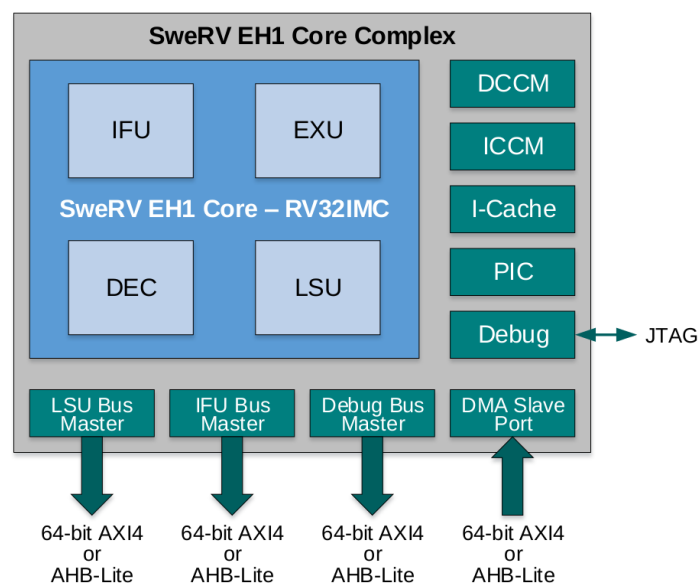 SweRV EH1 Core Complex
IFU
EXU
SweRV EH1 Core – RV32IMC
DEC
LSU
DCCM
ICCM
I-Cache
PIC
Debug
JTAG
LSU Bus
Master
IFU Bus
Master
Debug Bus
Master
DMA Slave
Port
64-bit AXI4
or
AHB-Lite
64-bit AXI4
or
AHB-Lite
64-bit AXI4
or
AHB-Lite
64-bit AXI4
or
AHB-Lite